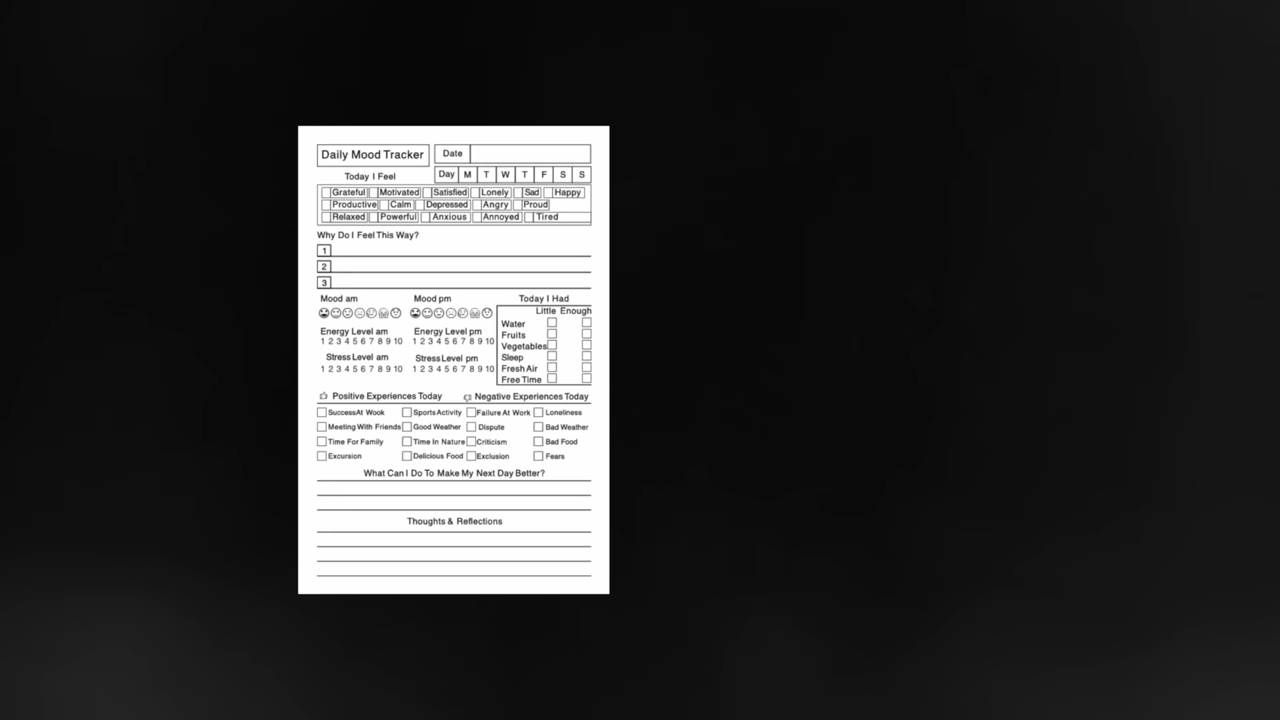 Daily Mood Tracker Date
Today I Feel Day M T W T F S S
Grateful Motivated Satisfied Lonely Sad Happy
Productive Calm Depressed Angry Proud
Relaxed Powerful Anxious Annoyed Tired
Why Do I Feel This Way?
1
2
3
Mood am Mood pm Today I Had
Little Enough
Water
Energy Level am Energy Level pm Fruits
1 2 3 4 5 6 7 8 9 10 1 2 3 4 5 6 7 8 9 10 Vegetables
Stress Level am Stress Level pm Sleep
1 2 3 4 5 6 7 8 9 10 1 2 3 4 5 6 7 8 9 10 Fresh Air
Free Time
Positive Experiences Today Negative Experiences Today
Success At Wook Sports Activity Failure At Work Loneliness
Meeting With Friends Good Weather Dispute Bad Weather
Time For Family Time In Nature Criticism Bad Food
Excursion Delicious Food Exclusion Fears
What Can I Do To Make My Next Day Better?
Thoughts & Reflections